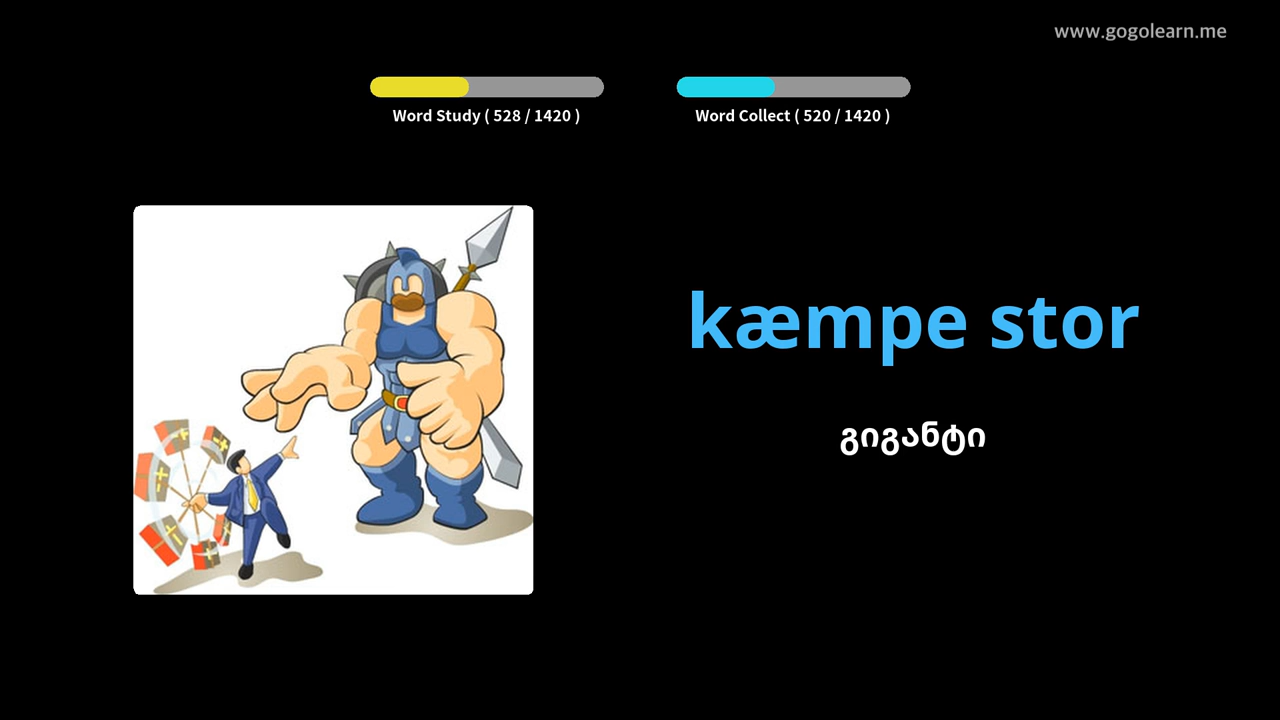 www.gogolearn.me
Word Study ( 528 / 1420 )
Word Collect ( 520 / 1420 )
kæmpe stor
გიგანტი